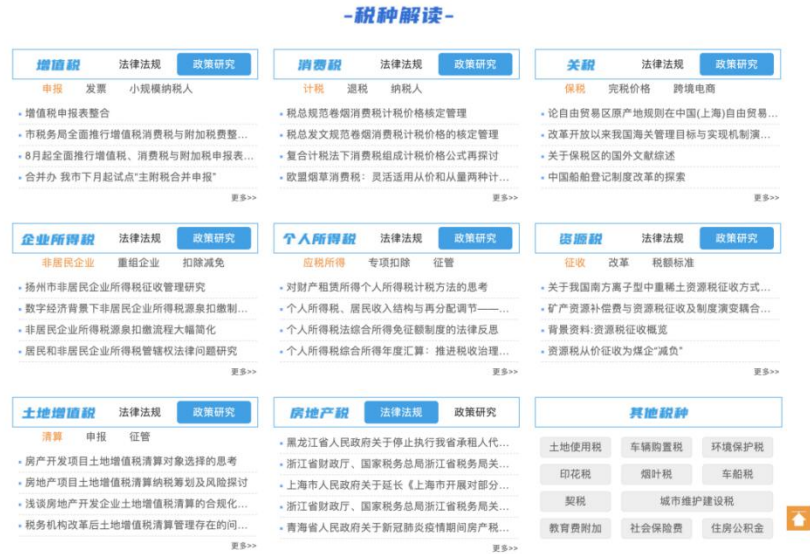 -税种解读-
增值税 法律法规 政策研究
申报 发票 小规模纳税人
增值税申报表整合
市税务局全面推行增值税消费税与附加税费整...
8月起全面推行增值税、消费税与附加税申报表...
合并办 我市下月起试点“主附税合并申报”
更多>>
消费税 法律法规 政策研究
计税 退税 纳税人
税总规范卷烟消费税计税价格核定管理
税总发文规范卷烟消费税计税价格的核定管理
复合计税法下消费税组成计税价格公式再探讨
欧盟烟草消费税：灵活适用从价和从量两种计...
更多>>
关税 法律法规 政策研究
保税 完税价格 跨境电商
论自由贸易区原产地规则在中国(上海)自由贸易...
改革开放以来我国海关管理目标与实现机制演...
关于保税区的国外文献综述
中国船舶登记制度改革的探索
更多>>
企业所得税 法律法规 政策研究
非居民企业 重组企业 扣除减免
扬州市非居民企业所得税征收管理研究
数字经济背景下非居民企业所得税源泉扣缴制...
非居民企业所得税源泉扣缴流程大幅简化
居民和非居民企业所得税管辖权法律问题研究
更多>>
个人所得税 法律法规 政策研究
应税所得 专项扣除 征管
对财产租赁所得个人所得税计税方法的思考
个人所得税、居民收入结构与再分配调节——...
个人所得税法综合所得免征额制度的法律反思
个人所得税综合所得年度汇算：推进税收治理...
更多>>
资源税 法律法规 政策研究
征收 改革 税额标准
关于我国南方离子型中重稀土资源税征收方式...
矿产资源补偿费与资源税征收及制度演变耦合...
背景资料:资源税征收概览
资源税从价计征为煤企“减负”
更多>>
土地增值税 法律法规 政策研究
清算 申报 征管
房产开发项目土地增值税清算对象选择的思考
房地产项目土地增值税清算纳税筹划及风险探讨
浅谈房地产开发企业土地增值税清算的合规化...
税务机构改革后土地增值税清算管理存在的问...
更多>>
房地产税 法律法规 政策研究
黑龙江省人民政府关于停止执行我省承租人代...
浙江省财政厅、国家税务总局浙江省税务局关...
上海市人民政府关于延长《上海市开展对部分...
浙江省财政厅、国家税务总局浙江省税务局关...
青海省人民政府关于新冠肺炎疫情期间房产税...
更多>>
其他税种
土地使用税 车辆购置税 环境保护税
印花税 烟叶税 车船税
契税 城市维护建设税
教育费附加 社会保险费 住房公积金